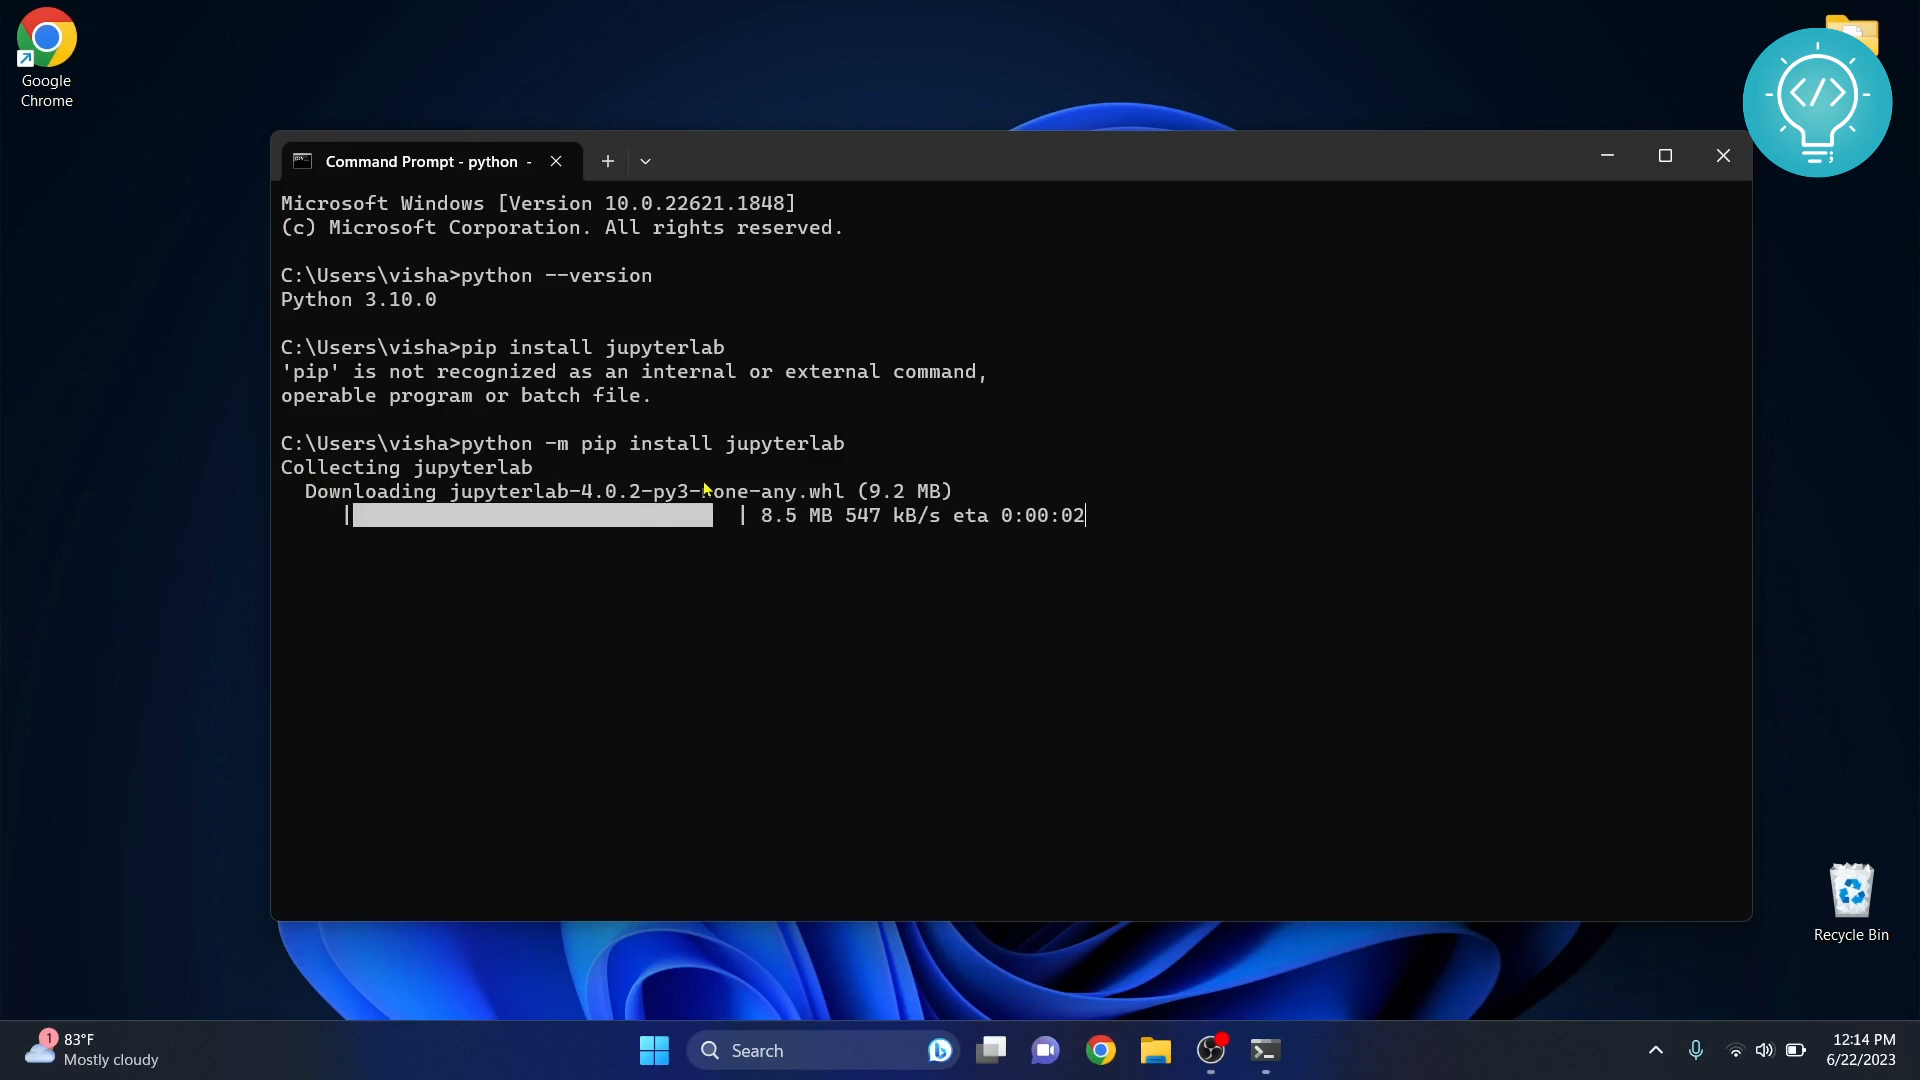 Google
Chrome
</>
Command Prompt - python -
Microsoft Windows [Version 10.0.22621.1848]
(c) Microsoft Corporation. All rights reserved.
C:\Users\visha>python --version
Python 3.10.0
C:\Users\visha>pip install jupyterlab
'pip' is not recognized as an internal or external command,
operable program or batch file.
C:\Users\visha>python -m pip install jupyterlab
Collecting jupyterlab
Downloading jupyterlab-4.0.2-py3-none-any.whl (9.2 MB)
| | 8.5 MB 547 kB/s eta 0:00:02
Recycle Bin
1
83°F
Mostly cloudy
Search
12:14 PM
6/22/2023